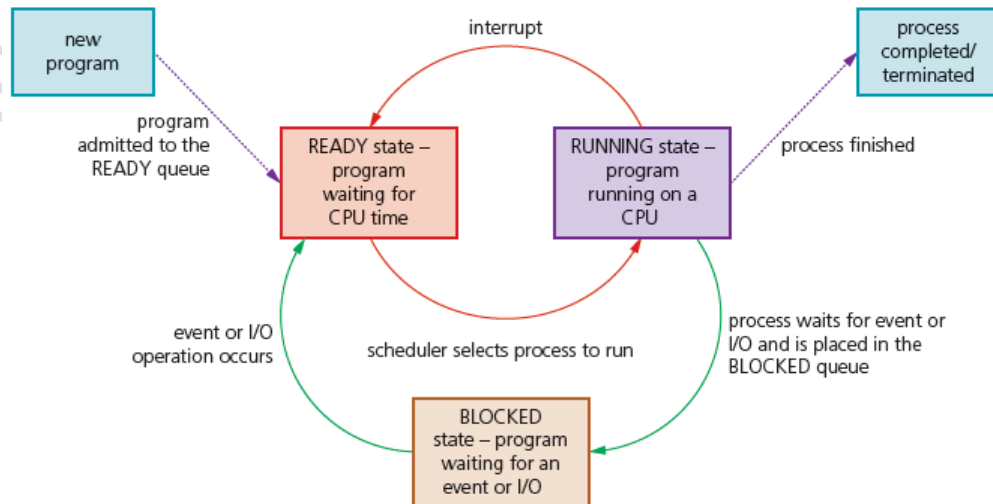 new
program
interrupt
process
completed/
terminated
program
admitted to the
READY queue
READY state –
program
waiting for
CPU time
RUNNING state –
program
running on a
CPU
process finished
event or I/O
operation occurs
scheduler selects process to run
process waits for event or
I/O and is placed in the
BLOCKED queue
BLOCKED
state – program
waiting for an
event or I/O